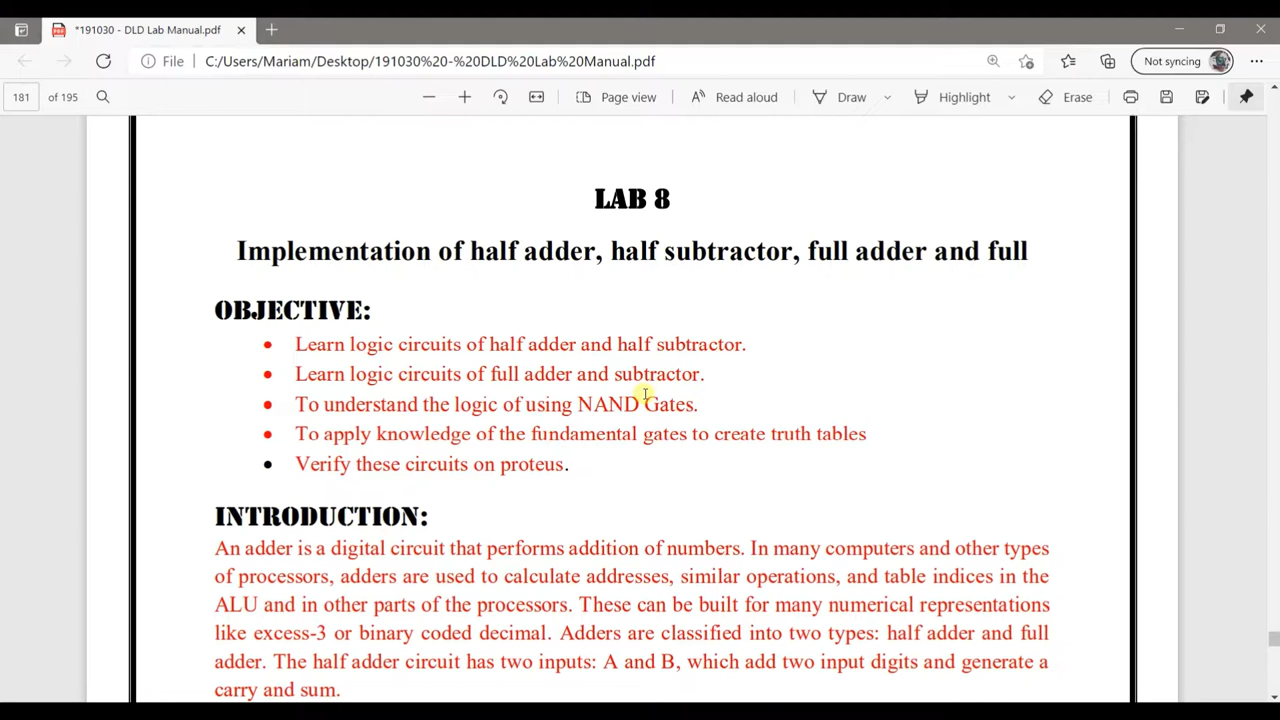 *191030 - DLD Lab Manual.pdf
File C:/Users/Mariam/Desktop/191030%20-%20DLD%20Lab%20Manual.pdf Not syncing
181 of 195 Page view Read aloud Draw Highlight Erase
LAB 8
Implementation of half adder, half subtractor, full adder and full
OBJECTIVE:
• Learn logic circuits of half adder and half subtractor.
• Learn logic circuits of full adder and subtractor.
• To understand the logic of using NAND Gates.
• To apply knowledge of the fundamental gates to create truth tables
• Verify these circuits on proteus.
INTRODUCTION:
An adder is a digital circuit that performs addition of numbers. In many computers and other types
of processors, adders are used to calculate addresses, similar operations, and table indices in the
ALU and in other parts of the processors. These can be built for many numerical representations
like excess-3 or binary coded decimal. Adders are classified into two types: half adder and full
adder. The half adder circuit has two inputs: A and B, which add two input digits and generate a
carry and sum.